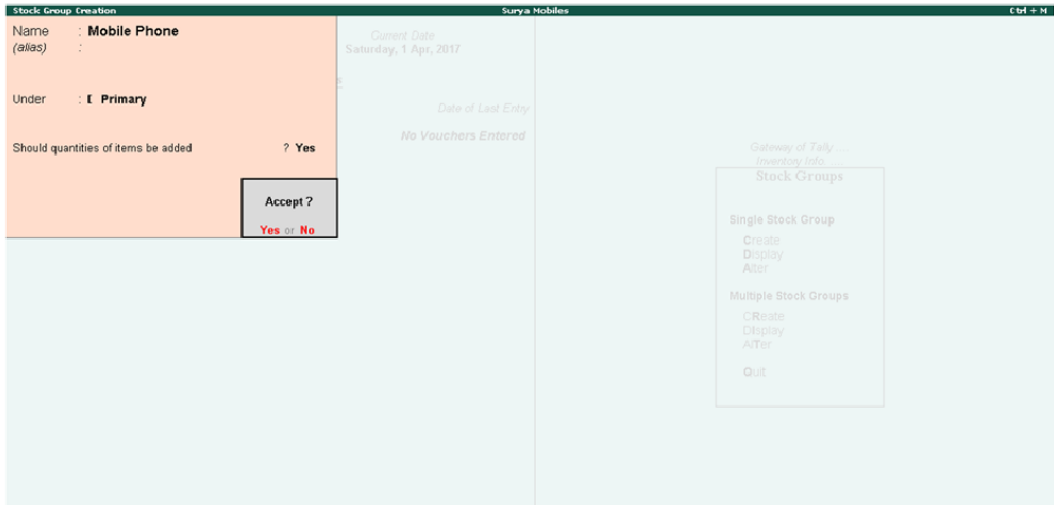 Stock Group Creation Surya Mobiles Ctrl + M
Name : Mobile Phone
(alias) :
Under : Primary
Should quantities of items be added ? Yes
Accept ?
Yes or No
Current Date
Saturday, 1 Apr, 2017
Date of Last Entry
No Vouchers Entered
Gateway of Tally ...
Inventory Info. .....
Stock Groups
Single Stock Group
Create
Display
Alter
Multiple Stock Groups
CReate
DIsplay
AlTer
Quit